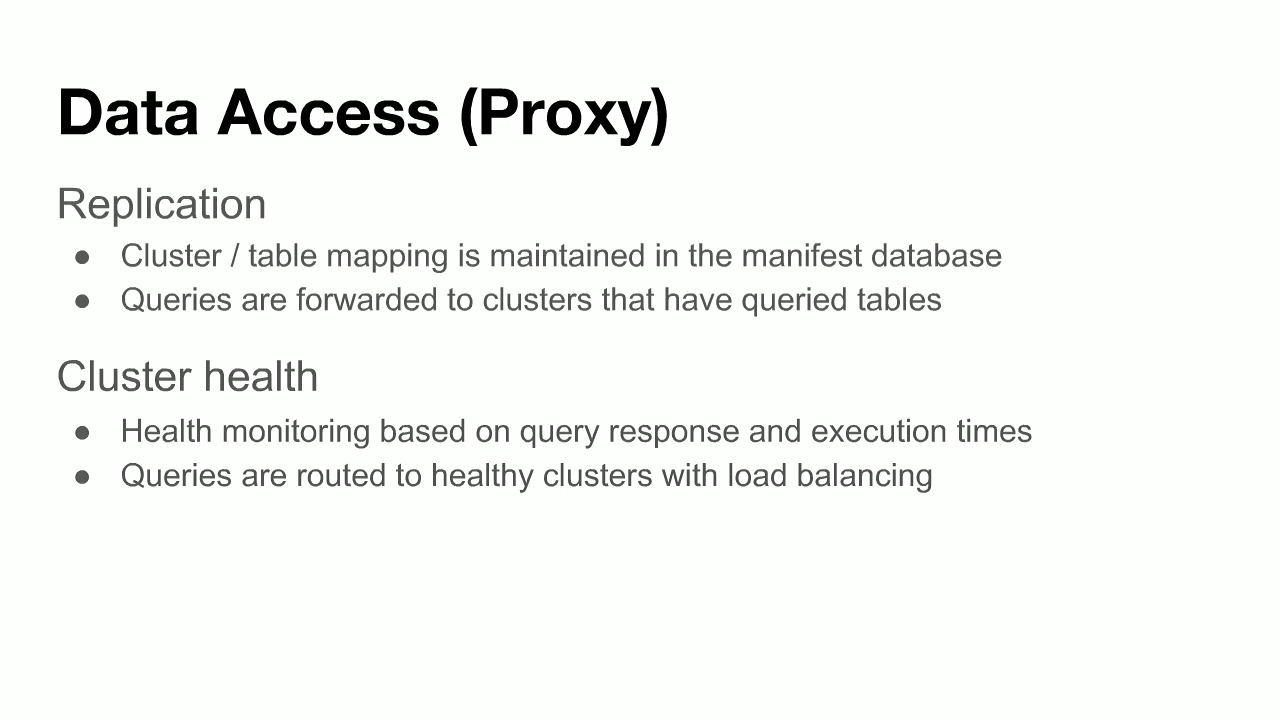 Data Access (Proxy)
Replication
● Cluster / table mapping is maintained in the manifest database
● Queries are forwarded to clusters that have queried tables
Cluster health
● Health monitoring based on query response and execution times
● Queries are routed to healthy clusters with load balancing